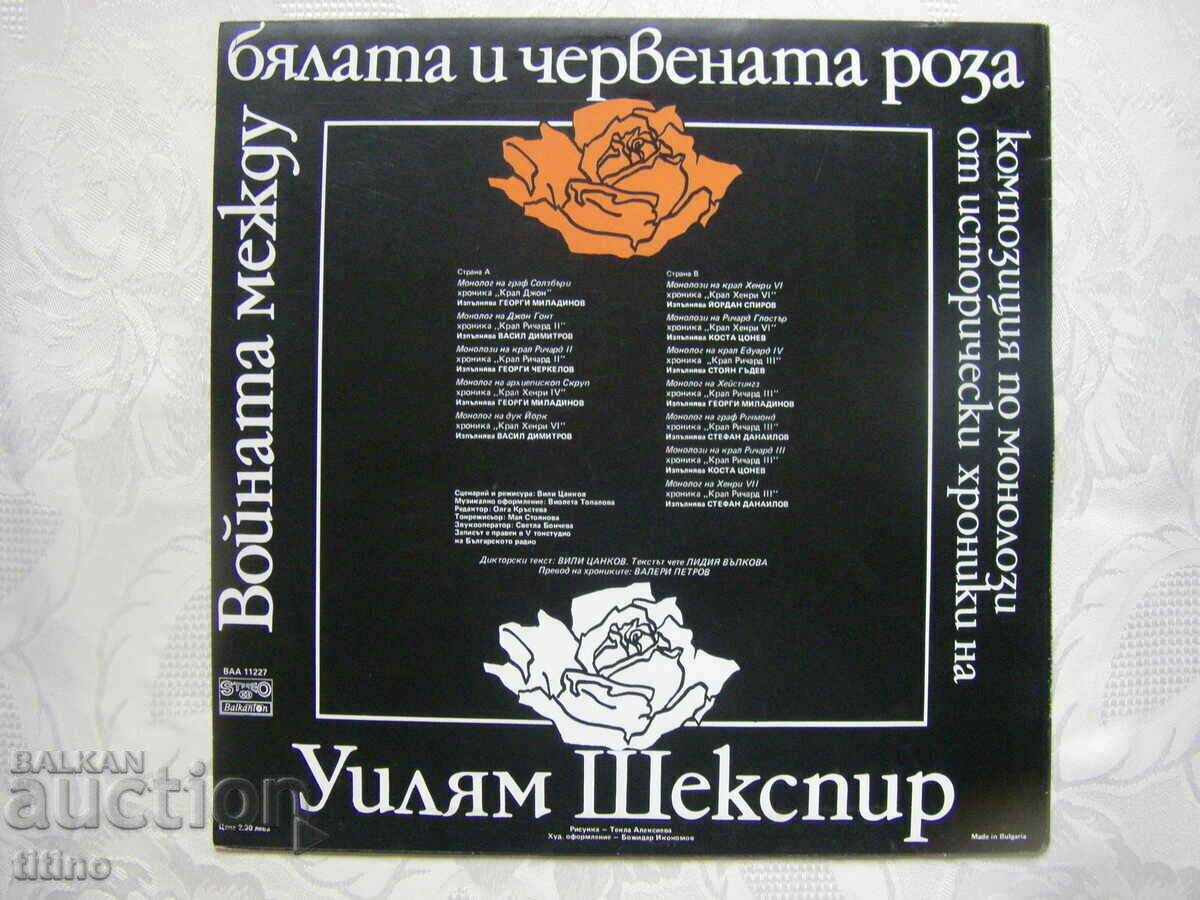 Войната между
бялата и червената роза
композиция по монолози
от исторически хроники на
Уилям Шекспир
Страна А
Монолог на граф Солзбъри
хроника „Крал Джон"
Изпълнява ГЕОРГИ МИЛАДИНОВ
Монолог на Джон Гонт
хроника „Крал Ричард II"
Изпълнява ВАСИЛ ДИМИТРОВ
Монолози на крал Ричард II
хроника „Крал Ричард II"
Изпълнява ГЕОРГИ ЧЕРКЕЛОВ
Монолог на архиепископ Скруп
хроника „Крал Хенри IV"
Изпълнява ГЕОРГИ МИЛАДИНОВ
Монолог на дук Йорк
хроника „Крал Хенри VI"
Изпълнява ВАСИЛ ДИМИТРОВ
Страна В
Монолози на крал Хенри VI
хроника „Крал Хенри VI"
Изпълнява ЙОРДАН СПИРОВ
Монолози на Ричард Глостър
хроника „Крал Хенри VI"
Изпълнява КОСТА ЦОНЕВ
Монолог на крал Едуард IV
хроника „Крал Ричард III"
Изпълнява СТОЯН ГЪДЕВ
Монолог на Хейстингз
хроника „Крал Ричард III"
Изпълнява ГЕОРГИ МИЛАДИНОВ
Монолог на граф Ричмонд
хроника „Крал Ричард III"
Изпълнява СТЕФАН ДАНАИЛОВ
Монолози на крал Ричард III
хроника „Крал Ричард III"
Изпълнява КОСТА ЦОНЕВ
Монолог на Хенри VII
хроника „Крал Ричард III"
Изпълнява СТЕФАН ДАНАИЛОВ
Сценарий и режисура: Вили Цанков
Музикално оформление: Виолета Топалова
Редактор: Олга Кръстева
Тонрежисьор: Мая Стоянова
Звукооператор: Светла Бончева
Записът е правен в V тонстудио
на Българското радио
Дикторски текст: ВИЛИ ЦАНКОВ. Текстът чете ЛИДИЯ ВЪЛКОВА
Превод на хрониките: ВАЛЕРИ ПЕТРОВ
ВАА 11227
STEREO
Balkanton
Цена 2,30 лева
Рисунка – Текла Алексиева
Худ. оформление – Божидар Икономов
Made in Bulgaria
BALKAN
auction
titino